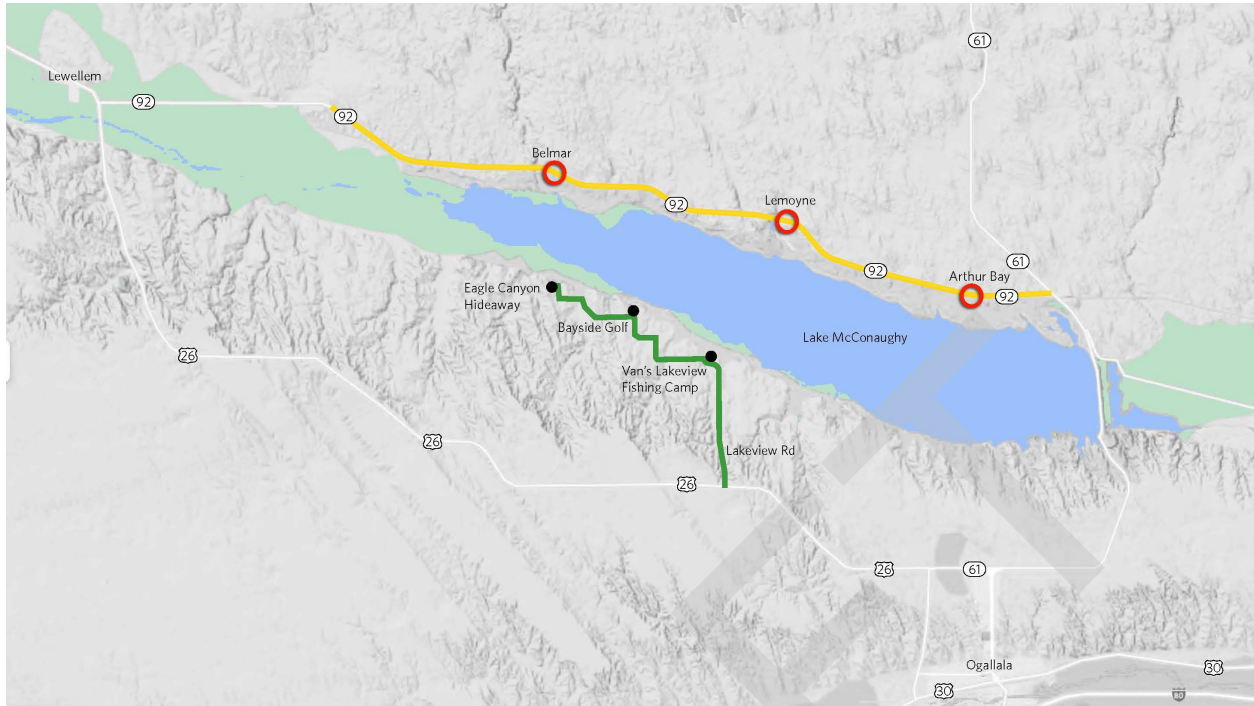 61
Lewellem
92
92
Belmar
92
Lemoyne
61
92
Arthur Bay
92
Eagle Canyon
Hideaway
Bayside Golf
Lake McConaughy
26
Van's Lakeview
Fishing Camp
26
Lakeview Rd
26
26
61
Ogallala
30
30
80